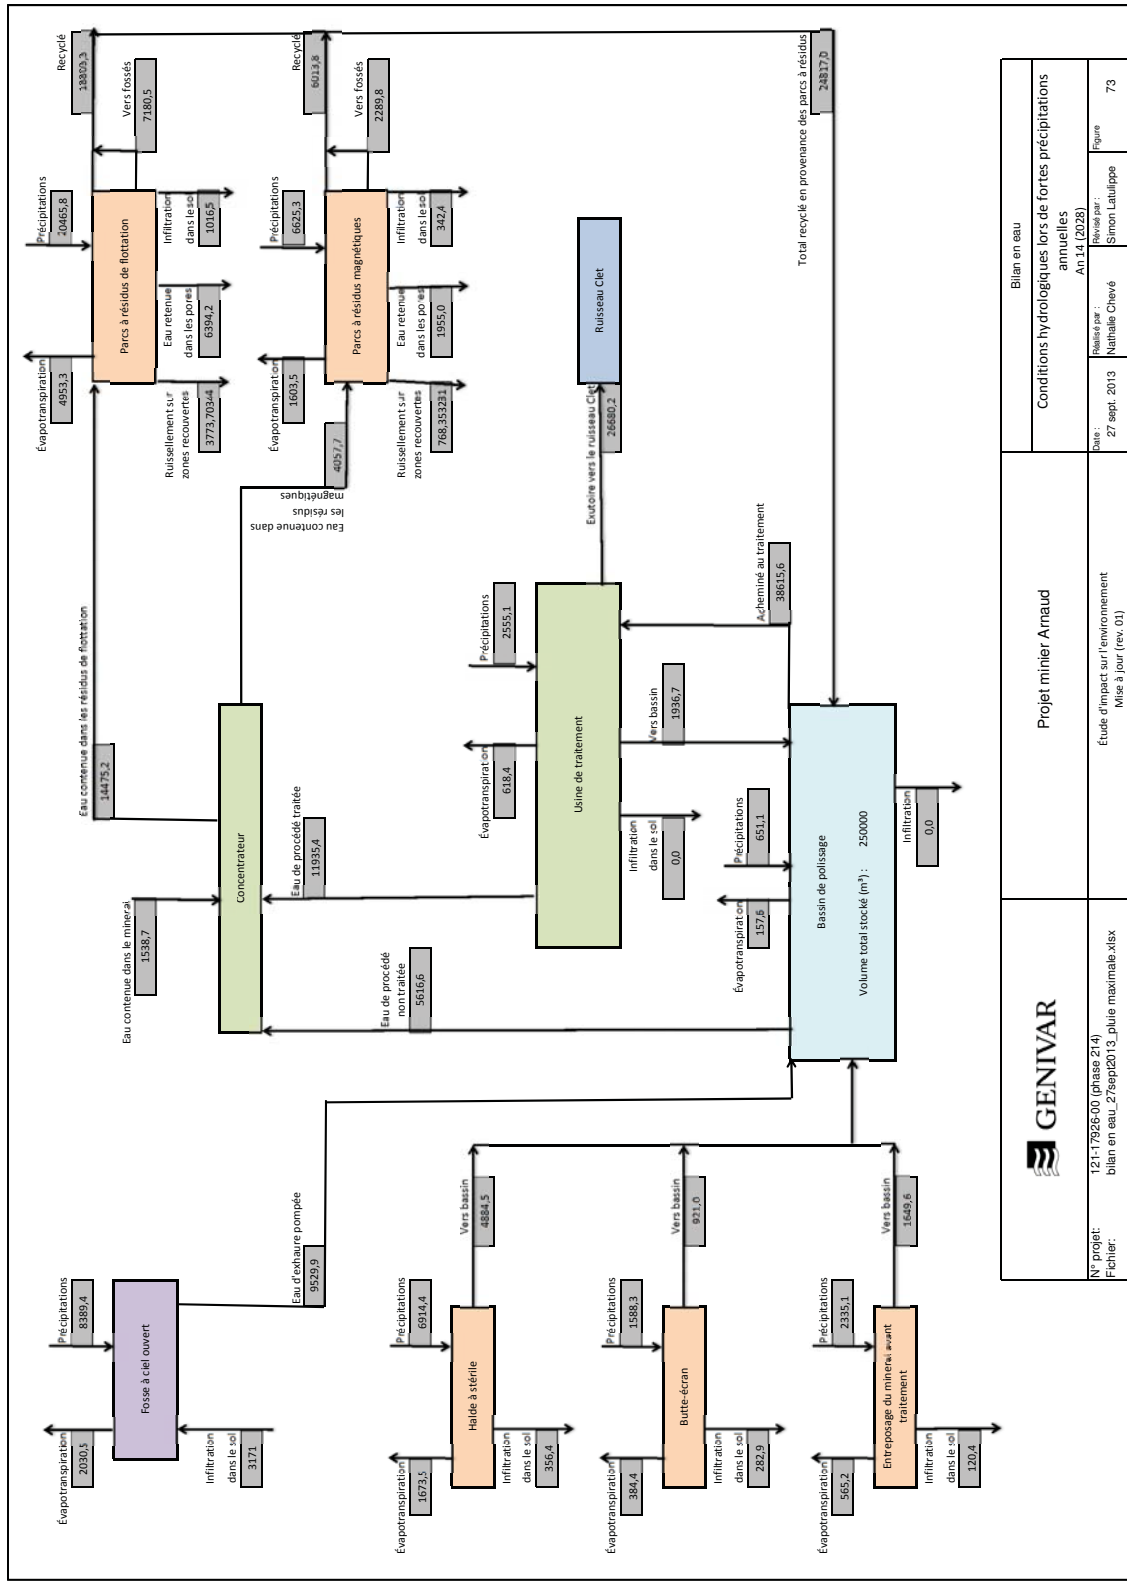 Évapotranspiration
2030,5
Précipitations
8389,4
Fosse à ciel ouvert
Infiltration
dans le sol
3171
Eau d'exhaure pompée
9529,9
Évapotranspiration
1673,5
Précipitations
6914,4
Halde à stérile
Infiltration
dans le sol
356,4
Vers bassin
4884,5
Évapotranspiration
384,4
Précipitations
1588,3
Butte-écran
Infiltration
dans le sol
282,9
Vers bassin
921,0
Évapotranspiration
565,2
Précipitations
2335,1
Entreposage du minerai avant
traitement
Infiltration
dans le sol
120,4
Vers bassin
1649,6
Eau contenue dans le minerai
1538,7
Concentrateur
Eau contenue dans les résidus de flottation
14475,2
Eau contenue dans
les résidus
magnétiques
4057,7
Eau de procédé
non traitée
5616,6
Eau de procédé traitée
11935,4
Évapotranspiration
618,4
Précipitations
2555,1
Usine de traitement
Infiltration
dans le sol
0,0
Vers bassin
1936,7
Acheminé au traitement
38615,6
Exutoire vers le ruisseau Clet
26680,2
Ruisseau Clet
Évapotranspiration
157,6
Précipitations
651,1
Bassin de polissage
Volume total stocké (m³) : 250000
Infiltration
0,0
Évapotranspiration
4953,3
Précipitations
10465,8
Parcs à résidus de flottation
Ruissellement sur
zones recouvertes
3773,70344
Eau retenue
dans les pores
6394,2
Infiltration
dans le sol
1016,5
Vers fossés
7180,5
Recyclé
18803,3
Évapotranspiration
1603,5
Précipitations
6625,3
Parcs à résidus magnétiques
Ruissellement sur
zones recouvertes
768,353231
Eau retenue
dans les pores
1955,0
Infiltration
dans le sol
342,4
Vers fossés
2289,8
Recyclé
6013,8
Total recyclé en provenance des parcs à résidus
24817,0
GENIVAR
N° projet: 121-17926-00 (phase 214)
Fichier: bilan en eau_27sept2013_pluie maximale.xlsx
Projet minier Arnaud
Étude d'impact sur l'environnement
Mise à jour (rev. 01)
Bilan en eau
Conditions hydrologiques lors de fortes précipitations
annuelles
An 14 (2028)
Date :
27 sept. 2013
Réalisé par :
Nathalie Chevé
Révisé par :
Simon Latulippe
Figure
73